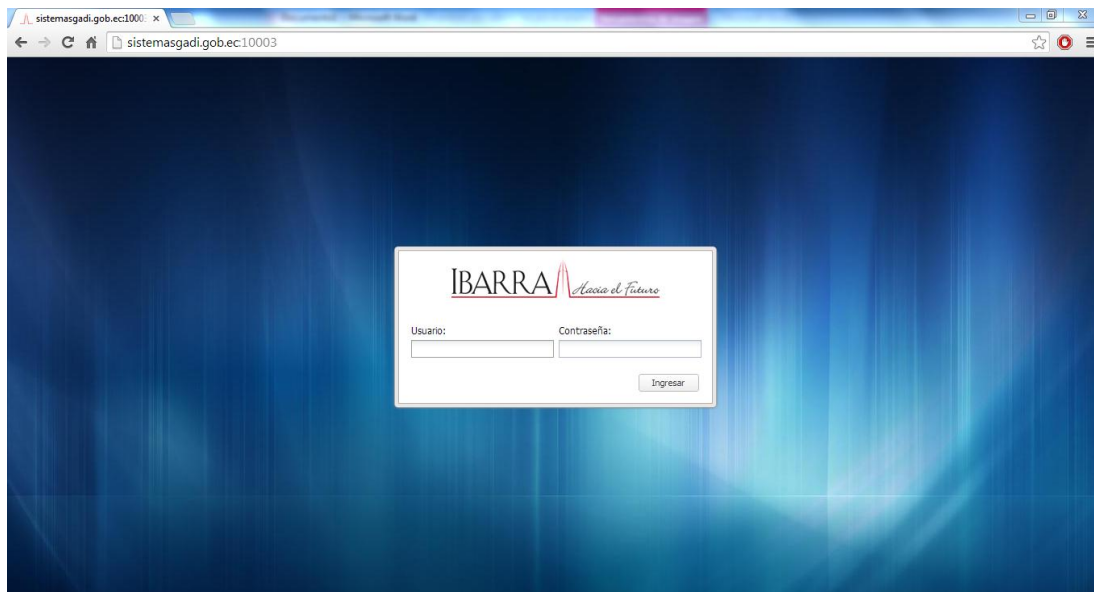 sistemasgadi.gob.ec:1000
sistemasgadi.gob.ec:10003
IBARRA Hacia el Futuro
Usuario:
Contraseña:
Ingresar